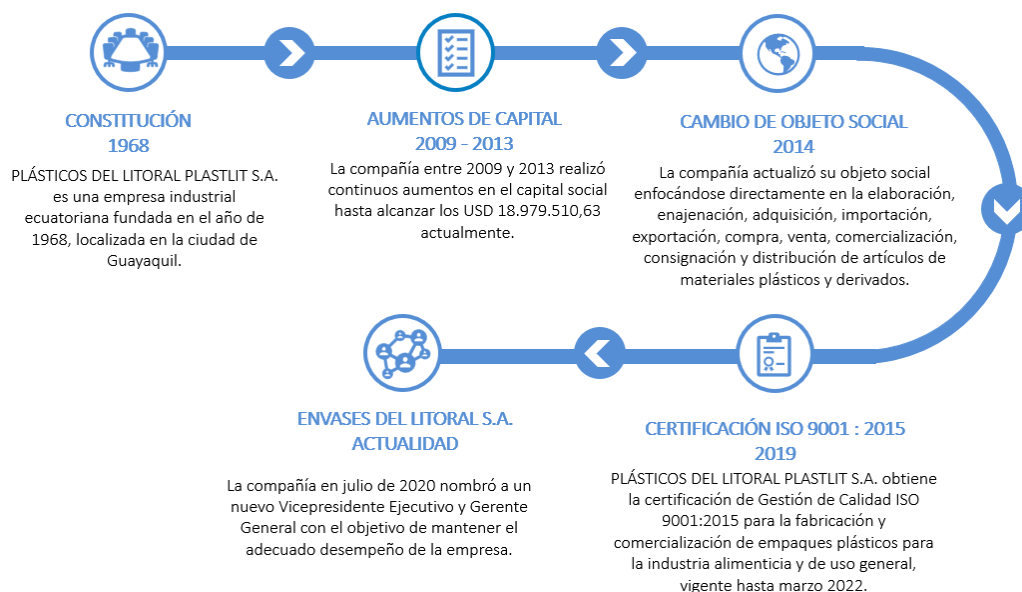 CONSTITUCIÓN
1968
PLÁSTICOS DEL LITORAL PLASTLIT S.A.
es una empresa industrial
ecuatoriana fundada en el año de
1968, localizada en la ciudad de
Guayaquil.
AUMENTOS DE CAPITAL
2009 - 2013
La compañía entre 2009 y 2013 realizó
continuos aumentos en el capital social
hasta alcanzar los USD 18.979.510,63
actualmente.
CAMBIO DE OBJETO SOCIAL
2014
La compañía actualizó su objeto social
enfocándose directamente en la elaboración,
enajenación, adquisición, importación,
exportación, compra, venta, comercialización,
consignación y distribución de artículos de
materiales plásticos y derivados.
CERTIFICACIÓN ISO 9001 : 2015
2019
PLÁSTICOS DEL LITORAL PLASTLIT S.A. obtiene
la certificación de Gestión de Calidad ISO
9001:2015 para la fabricación y
comercialización de empaques plásticos para
la industria alimenticia y de uso general,
vigente hasta marzo 2022.
ENVASES DEL LITORAL S.A.
ACTUALIDAD
La compañía en julio de 2020 nombró a un
nuevo Vicepresidente Ejecutivo y Gerente
General con el objetivo de mantener el
adecuado desempeño de la empresa.